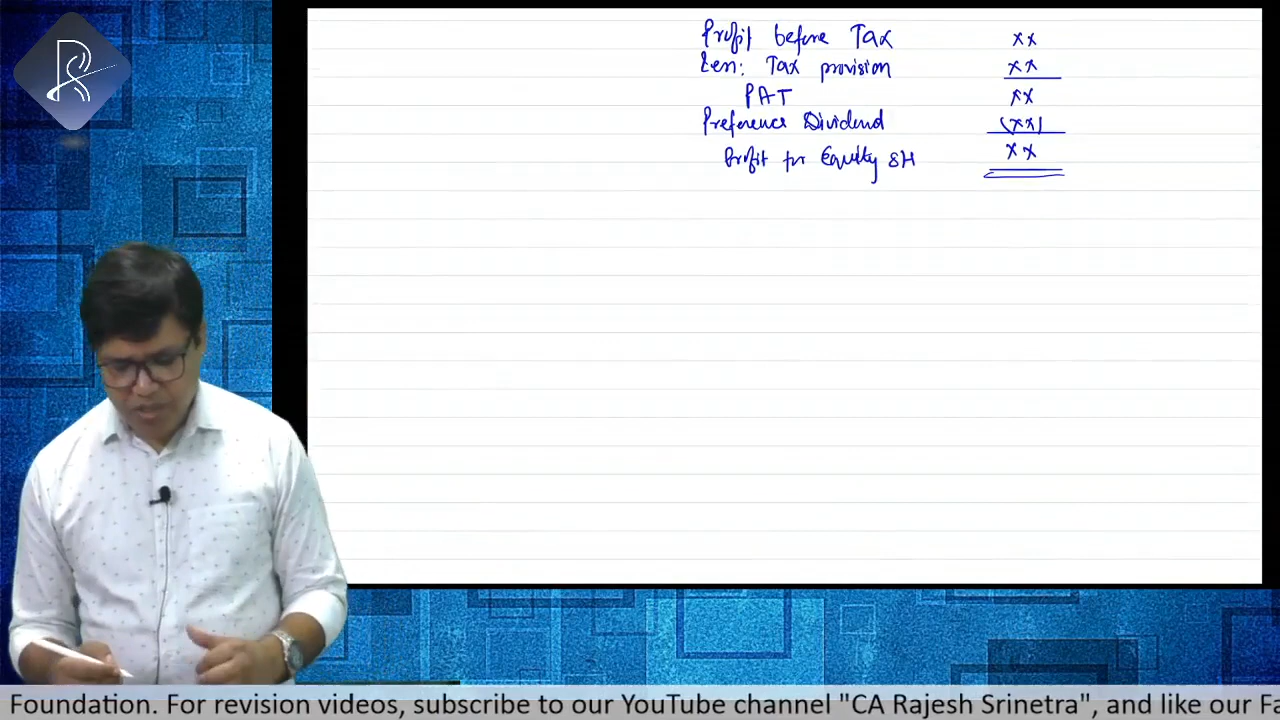 Profit before Tax xx
Less: Tax provision xx
PAT xx
Preference Dividend (xx)
Profit for Equity SH xx
Foundation. For revision videos, subscribe to our YouTube channel "CA Rajesh Srinetra", and like our Fa